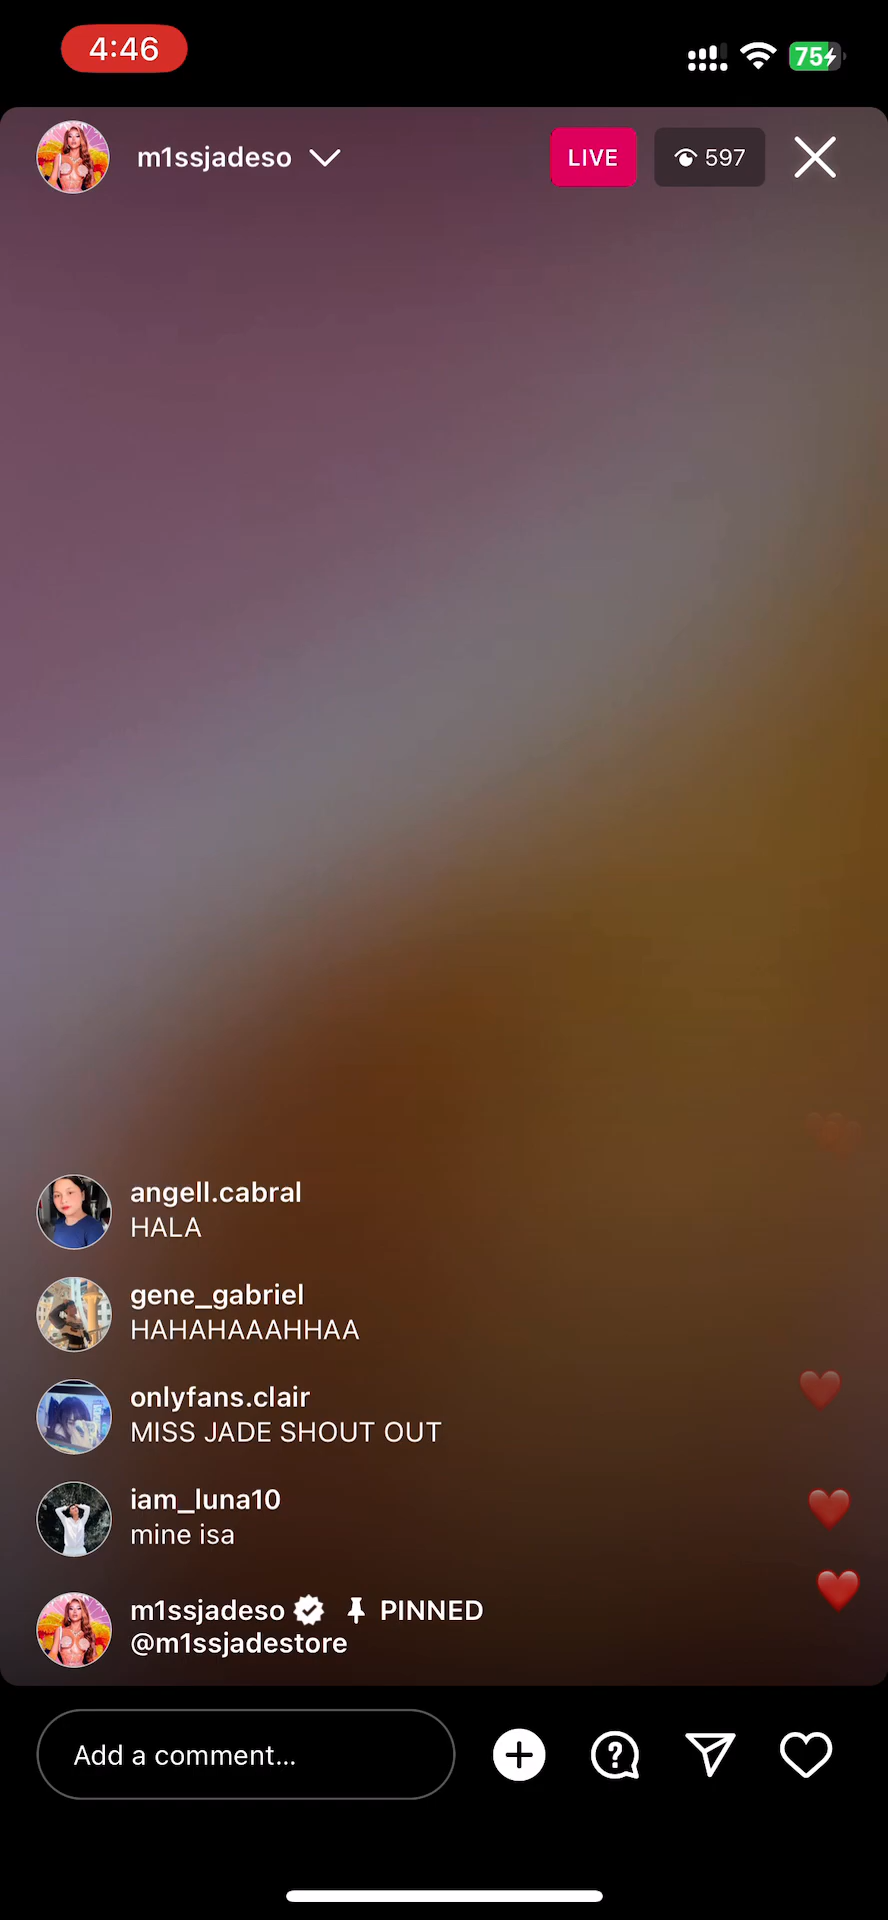 4:46
75
m1ssjadeso
LIVE
597
angell.cabral
HALA
gene_gabriel
HAHAHAAAHHAA
onlyfans.clair
MISS JADE SHOUT OUT
iam_luna10
mine isa
m1ssjadeso PINNED
@m1ssjadestore
Add a comment...